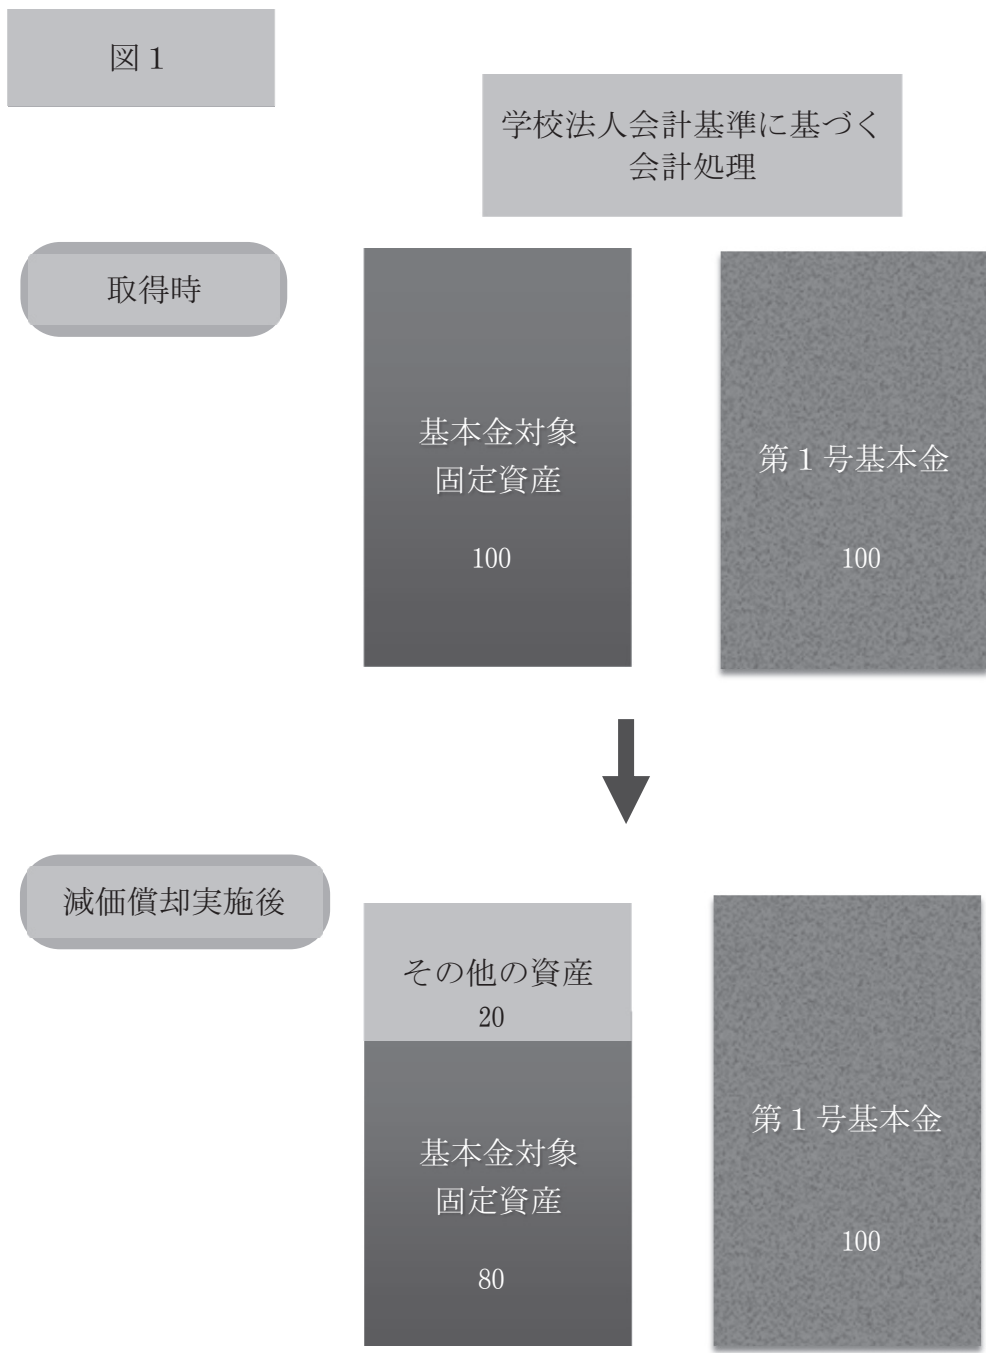 図1
学校法人会計基準に基づく
会計処理
取得時
基本金対象
固定資産
100
第1号基本金
100
減価償却実施後
その他の資産
20
基本金対象
固定資産
80
第1号基本金
100